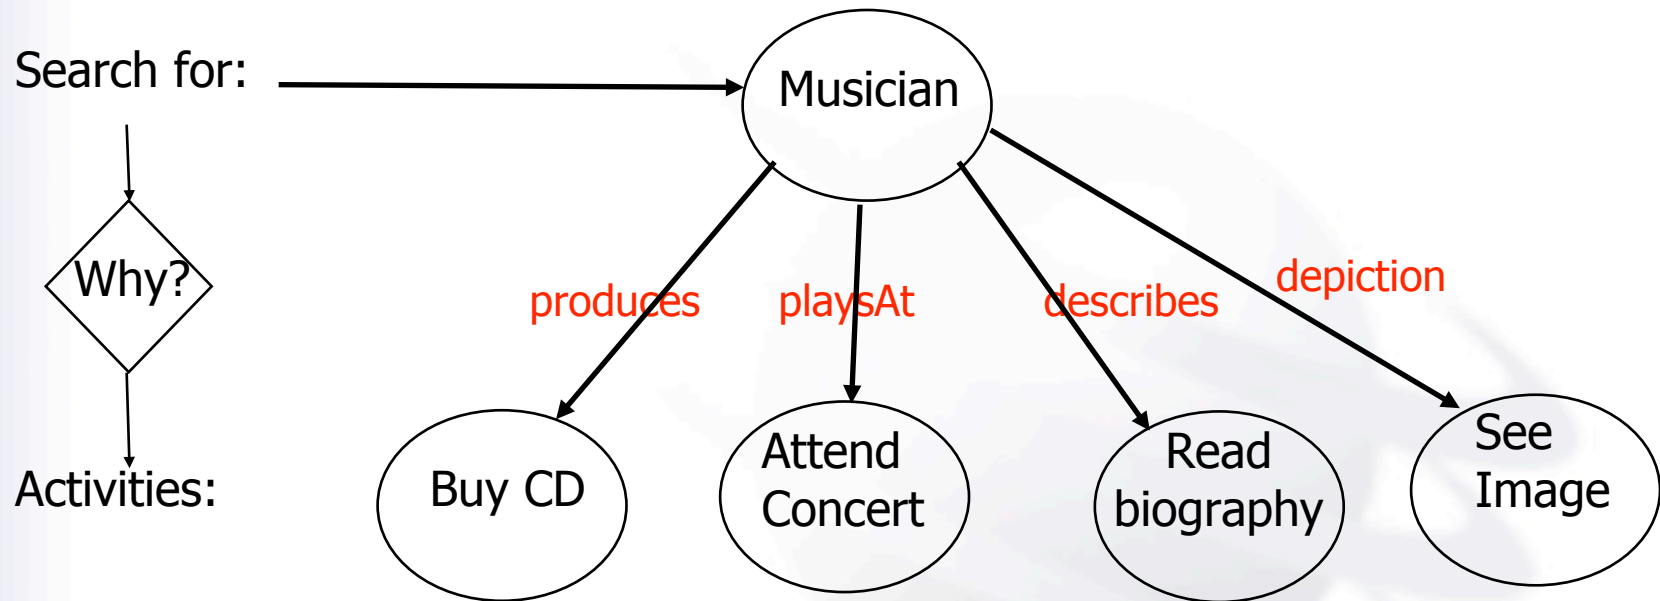 Search for:
Musician
Why?
produces
playsAt
describes
depiction
Activities:
Buy CD
Attend
Concert
Read
biography
See
Image